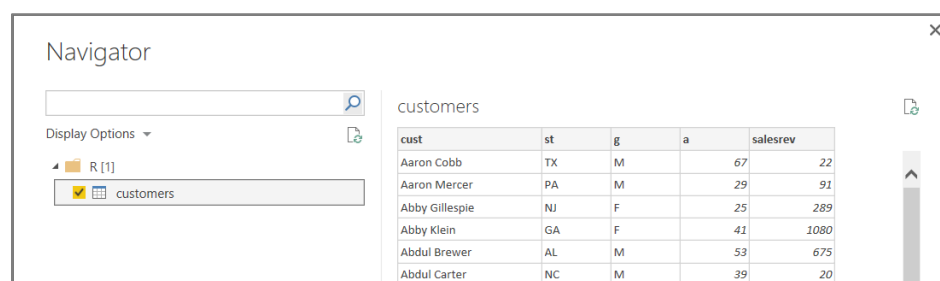 Navigator
customers
Display Options
R [1]
customers
cust st g a salesrev
Aaron Cobb TX M 67 22
Aaron Mercer PA M 29 91
Abby Gillespie NJ F 25 289
Abby Klein GA F 41 1080
Abdul Brewer AL M 53 675
Abdul Carter NC M 39 20